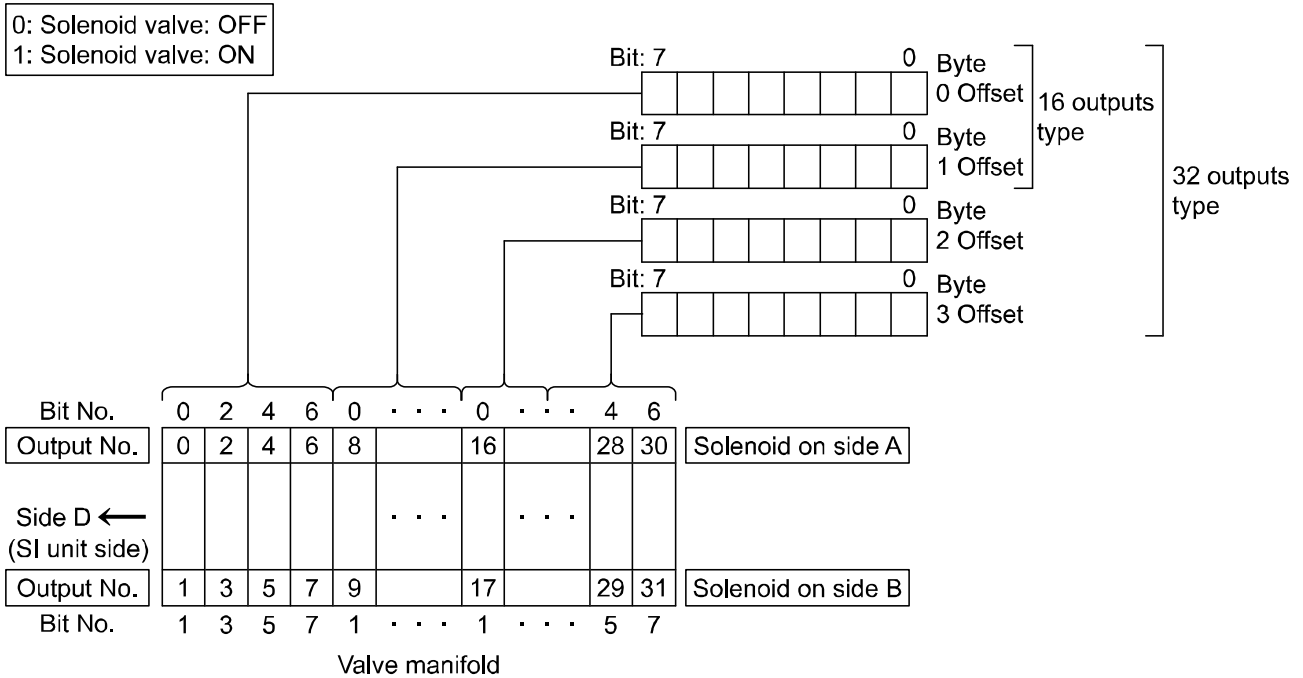 0: Solenoid valve: OFF
1: Solenoid valve: ON
Bit: 7 0 Byte
0 Offset
Bit: 7 0 Byte
1 Offset
16 outputs
type
Bit: 7 0 Byte
2 Offset
Bit: 7 0 Byte
3 Offset
32 outputs
type
Bit No. 0 2 4 6 0 · · · 0 · · · 4 6
Output No. 0 2 4 6 8 16 28 30 Solenoid on side A
Side D ← · · · · · ·
(SI unit side)
Output No. 1 3 5 7 9 17 29 31 Solenoid on side B
Bit No. 1 3 5 7 1 · · · 1 · · · 5 7
Valve manifold